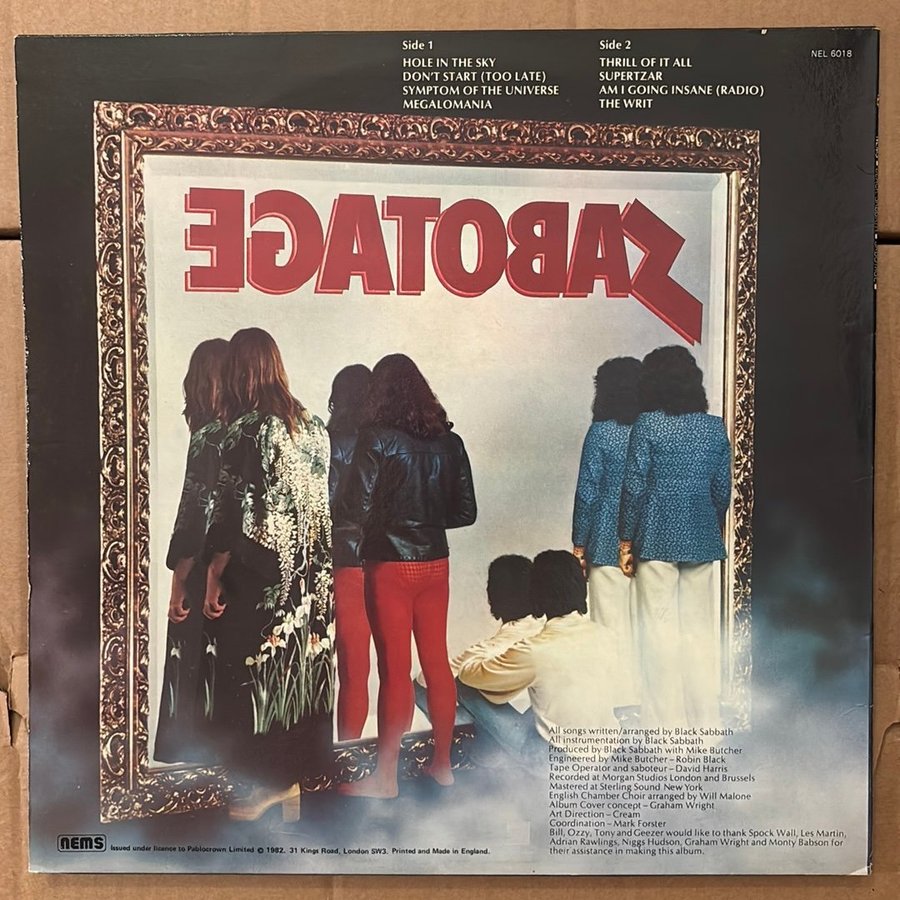 Side 1
HOLE IN THE SKY
DON'T START (TOO LATE)
SYMPTOM OF THE UNIVERSE
MEGALOMANIA
Side 2
THRILL OF IT ALL
SUPERTZAR
AM I GOING INSANE (RADIO)
THE WRIT
NEL 6018
SABOTAGE
All songs written/arranged by Black Sabbath
All instrumentation by Black Sabbath
Produced by Black Sabbath with Mike Butcher
Engineered by Mike Butcher – Robin Black
Tape Operator and saboteur – David Harris
Recorded at Morgan Studios London and Brussels
Mastered at Sterling Sound New York
English Chamber Choir arranged by Will Malone
Album Cover concept – Graham Wright
Art Direction – Cream
Coordination – Mark Forster
Bill, Ozzy, Tony and Geezer would like to thank Spock Wall, Les Martin,
Adrian Rawlings, Niggs Hudson, Graham Wright and Monty Babson for
their assistance in making this album.
nems
Issued under licence to Pablocrown Limited © 1982. 31 Kings Road, London SW3. Printed and Made in England.